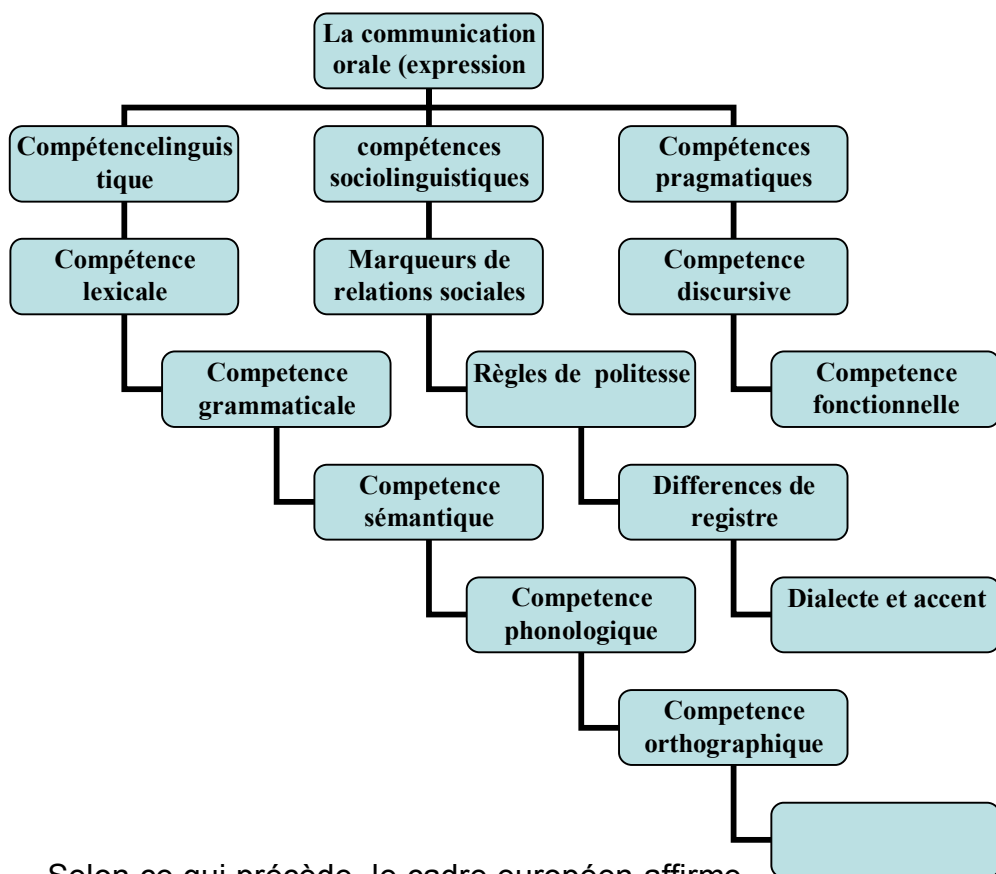 La communication
orale (expression
Compétencelinguis
tique
compétences
sociolinguistiques
Compétences
pragmatiques
Compétence
lexicale
Marqueurs de
relations sociales
Competence
discursive
Competence
grammaticale
Règles de politesse
Competence
fonctionnelle
Competence
sémantique
Differences de
registre
Competence
phonologique
Dialecte et accent
Competence
orthographique
Selon ce qui précède, le cadre européen affirme